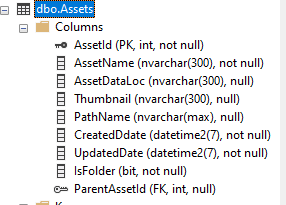 dbo.Assets
Columns
AssetId (PK, int, not null)
AssetName (nvarchar(300), not null)
AssetDataLoc (nvarchar(300), null)
Thumbnail (nvarchar(300), null)
PathName (nvarchar(max), null)
CreatedDdate (datetime2(7), not null)
UpdatedDate (datetime2(7), not null)
IsFolder (bit, not null)
ParentAssetId (FK, int, null)